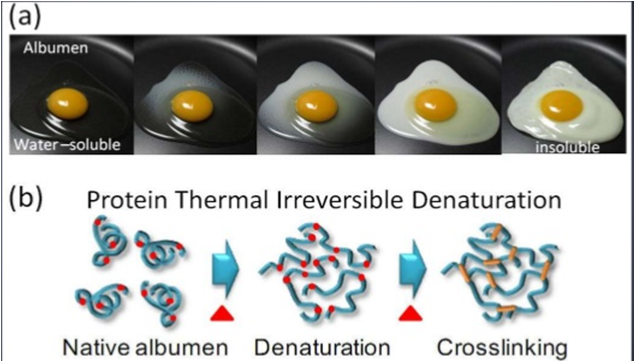 (a)
Albumen
Water–soluble
insoluble
(b)
Protein Thermal Irreversible Denaturation
Native albumen
Denaturation
Crosslinking